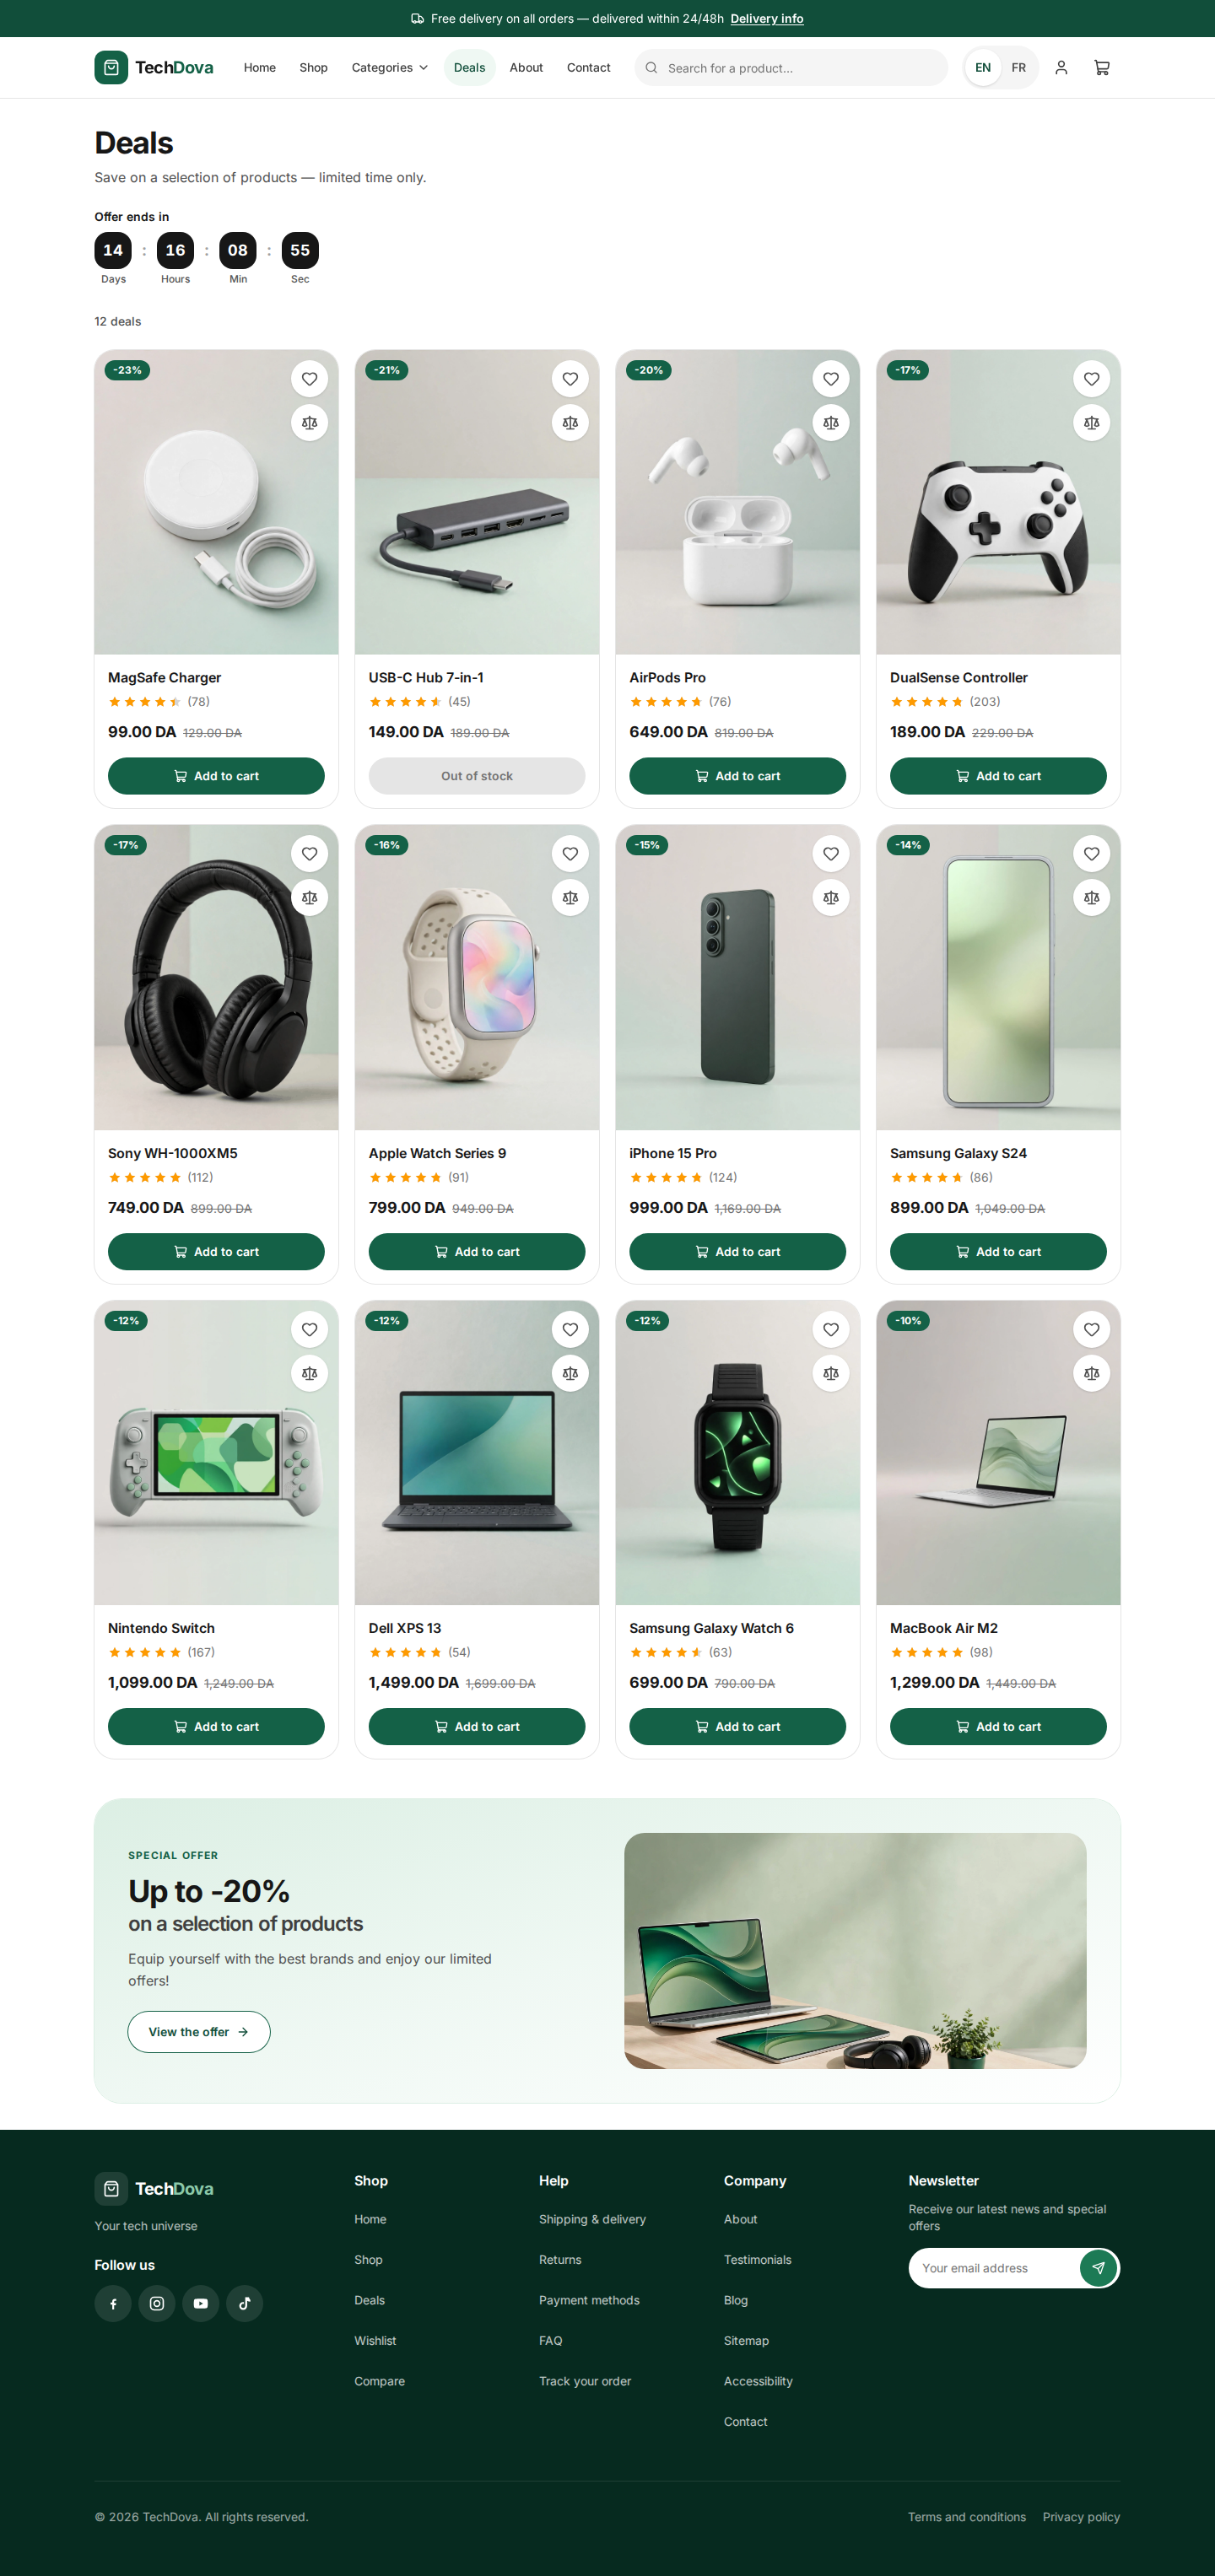 Free delivery on all orders — delivered within 24/48h Delivery info
TechDova
Home
Shop
Categories
Deals
About
Contact
Search for a product...
EN
FR
Deals
Save on a selection of products — limited time only.
Offer ends in
14 : 16 : 08 : 55
Days Hours Min Sec
12 deals
-23%
MagSafe Charger
(78)
99.00 DA 129.00 DA
Add to cart
-21%
USB-C Hub 7-in-1
(45)
149.00 DA 189.00 DA
Out of stock
-20%
AirPods Pro
(76)
649.00 DA 819.00 DA
Add to cart
-17%
DualSense Controller
(203)
189.00 DA 229.00 DA
Add to cart
-17%
Sony WH-1000XM5
(112)
749.00 DA 899.00 DA
Add to cart
-16%
Apple Watch Series 9
(91)
799.00 DA 949.00 DA
Add to cart
-15%
iPhone 15 Pro
(124)
999.00 DA 1,169.00 DA
Add to cart
-14%
Samsung Galaxy S24
(86)
899.00 DA 1,049.00 DA
Add to cart
-12%
Nintendo Switch
(167)
1,099.00 DA 1,249.00 DA
Add to cart
-12%
Dell XPS 13
(54)
1,499.00 DA 1,699.00 DA
Add to cart
-12%
Samsung Galaxy Watch 6
(63)
699.00 DA 790.00 DA
Add to cart
-10%
MacBook Air M2
(98)
1,299.00 DA 1,449.00 DA
Add to cart
SPECIAL OFFER
Up to -20%
on a selection of products
Equip yourself with the best brands and enjoy our limited
offers!
View the offer
TechDova
Your tech universe
Follow us
Shop
Home
Shop
Deals
Wishlist
Compare
Help
Shipping & delivery
Returns
Payment methods
FAQ
Track your order
Company
About
Testimonials
Blog
Sitemap
Accessibility
Contact
Newsletter
Receive our latest news and special
offers
Your email address
© 2026 TechDova. All rights reserved.
Terms and conditions
Privacy policy